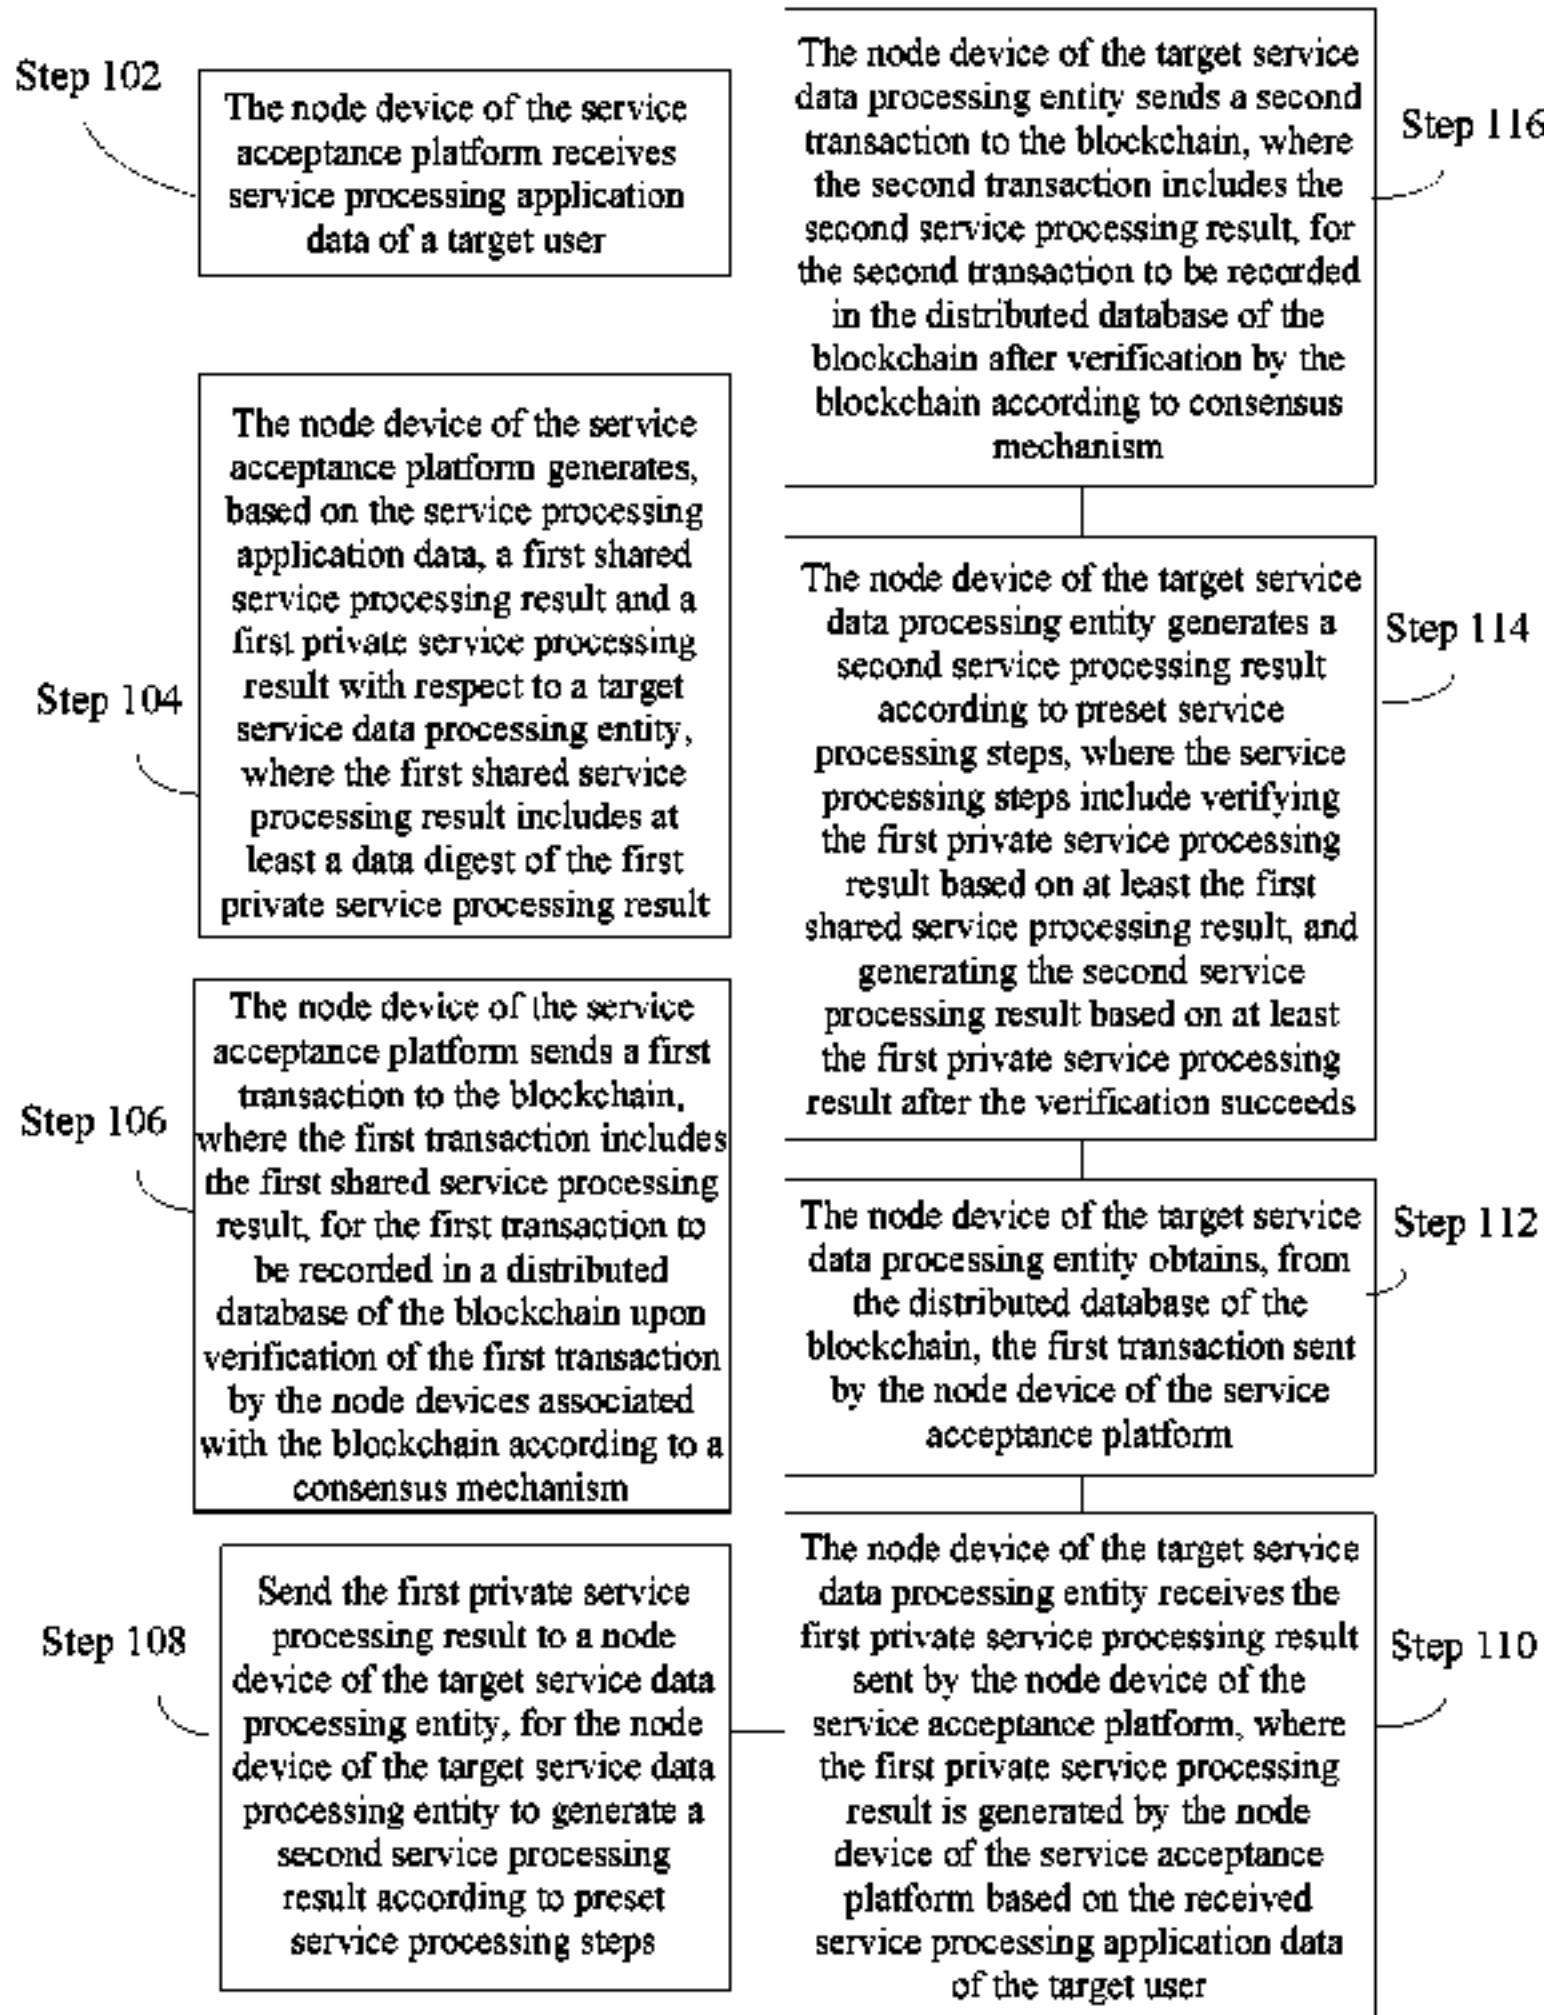 Step 102
The node device of the service
acceptance platform receives
service processing application
data of a target user
Step 104
The node device of the service
acceptance platform generates,
based on the service processing
application data, a first shared
service processing result and a
first private service processing
result with respect to a target
service data processing entity,
where the first shared service
processing result includes at
least a data digest of the first
private service processing result
Step 106
The node device of the service
acceptance platform sends a first
transaction to the blockchain,
where the first transaction includes
the first shared service processing
result, for the first transaction to
be recorded in a distributed
database of the blockchain upon
verification of the first transaction
by the node devices associated
with the blockchain according to a
consensus mechanism
Step 108
Send the first private service
processing result to a node
device of the target service data
processing entity, for the node
device of the target service data
processing entity to generate a
second service processing
result according to preset
service processing steps
The node device of the target service
data processing entity sends a second
transaction to the blockchain, where
the second transaction includes the
second service processing result, for
the second transaction to be recorded
in the distributed database of the
blockchain after verification by the
blockchain according to consensus
mechanism
Step 116
The node device of the target service
data processing entity generates a
second service processing result
according to preset service
processing steps, where the service
processing steps include verifying
the first private service processing
result based on at least the first
shared service processing result, and
generating the second service
processing result based on at least
the first private service processing
result after the verification succeeds
Step 114
The node device of the target service
data processing entity obtains, from
the distributed database of the
blockchain, the first transaction sent
by the node device of the service
acceptance platform
Step 112
The node device of the target service
data processing entity receives the
first private service processing result
sent by the node device of the
service acceptance platform, where
the first private service processing
result is generated by the node
device of the service acceptance
platform based on the received
service processing application data
of the target user
Step 110